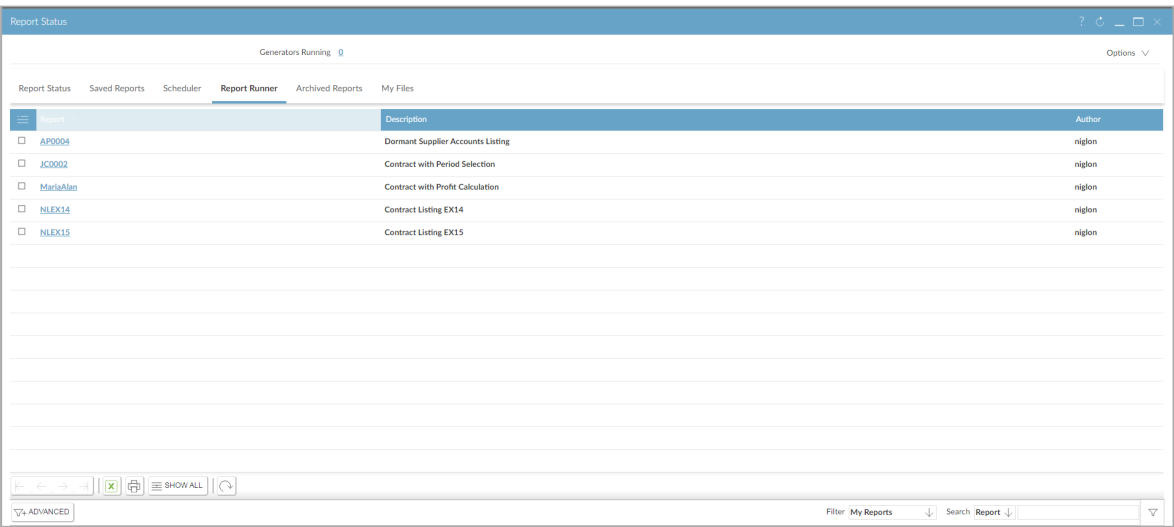 Report Status ?
Generators Running 0 Options
Report Status Saved Reports Scheduler Report Runner Archived Reports My Files
Report Description Author
AP0004 Dormant Supplier Accounts Listing niglon
JC0002 Contract with Period Selection niglon
MariaAlan Contract with Profit Calculation niglon
NLEX14 Contract Listing EX14 niglon
NLEX15 Contract Listing EX15 niglon
X SHOW ALL
ADVANCED Filter My Reports Search Report